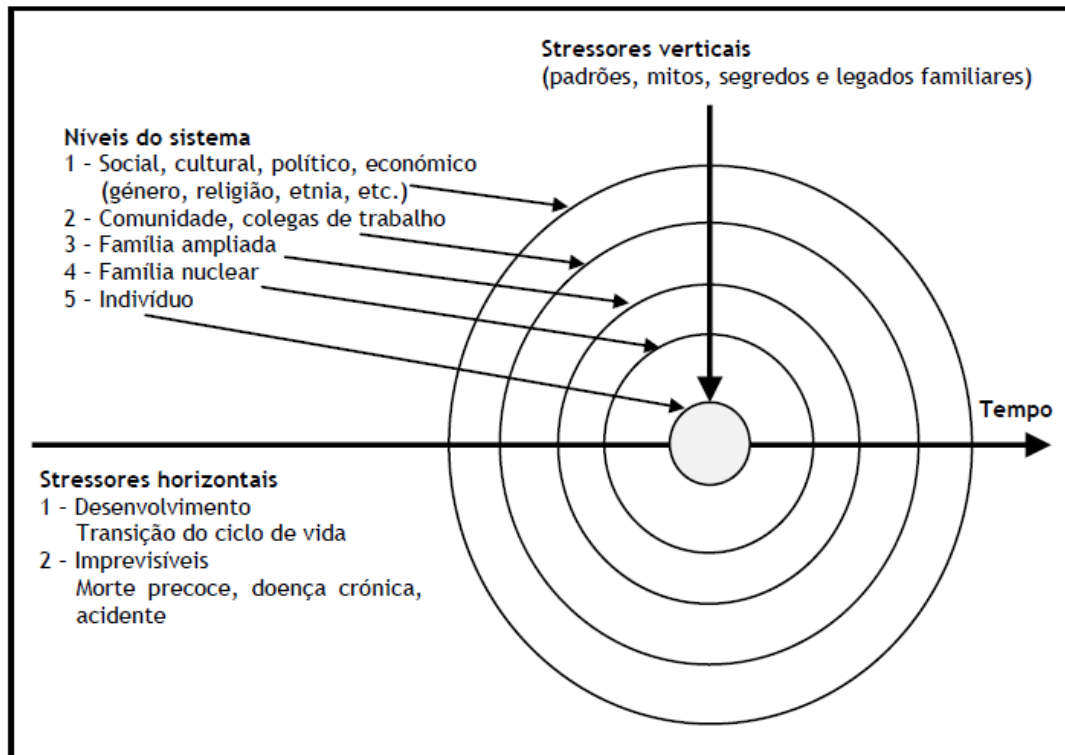 Stressores verticais
(padrões, mitos, segredos e legados familiares)
Níveis do sistema
1 – Social, cultural, político, económico
(género, religião, etnia, etc.)
2 – Comunidade, colegas de trabalho
3 – Família ampliada
4 – Família nuclear
5 – Indivíduo
Tempo
Stressores horizontais
1 – Desenvolvimento
Transição do ciclo de vida
2 – Imprevisíveis
Morte precoce, doença crónica,
acidente